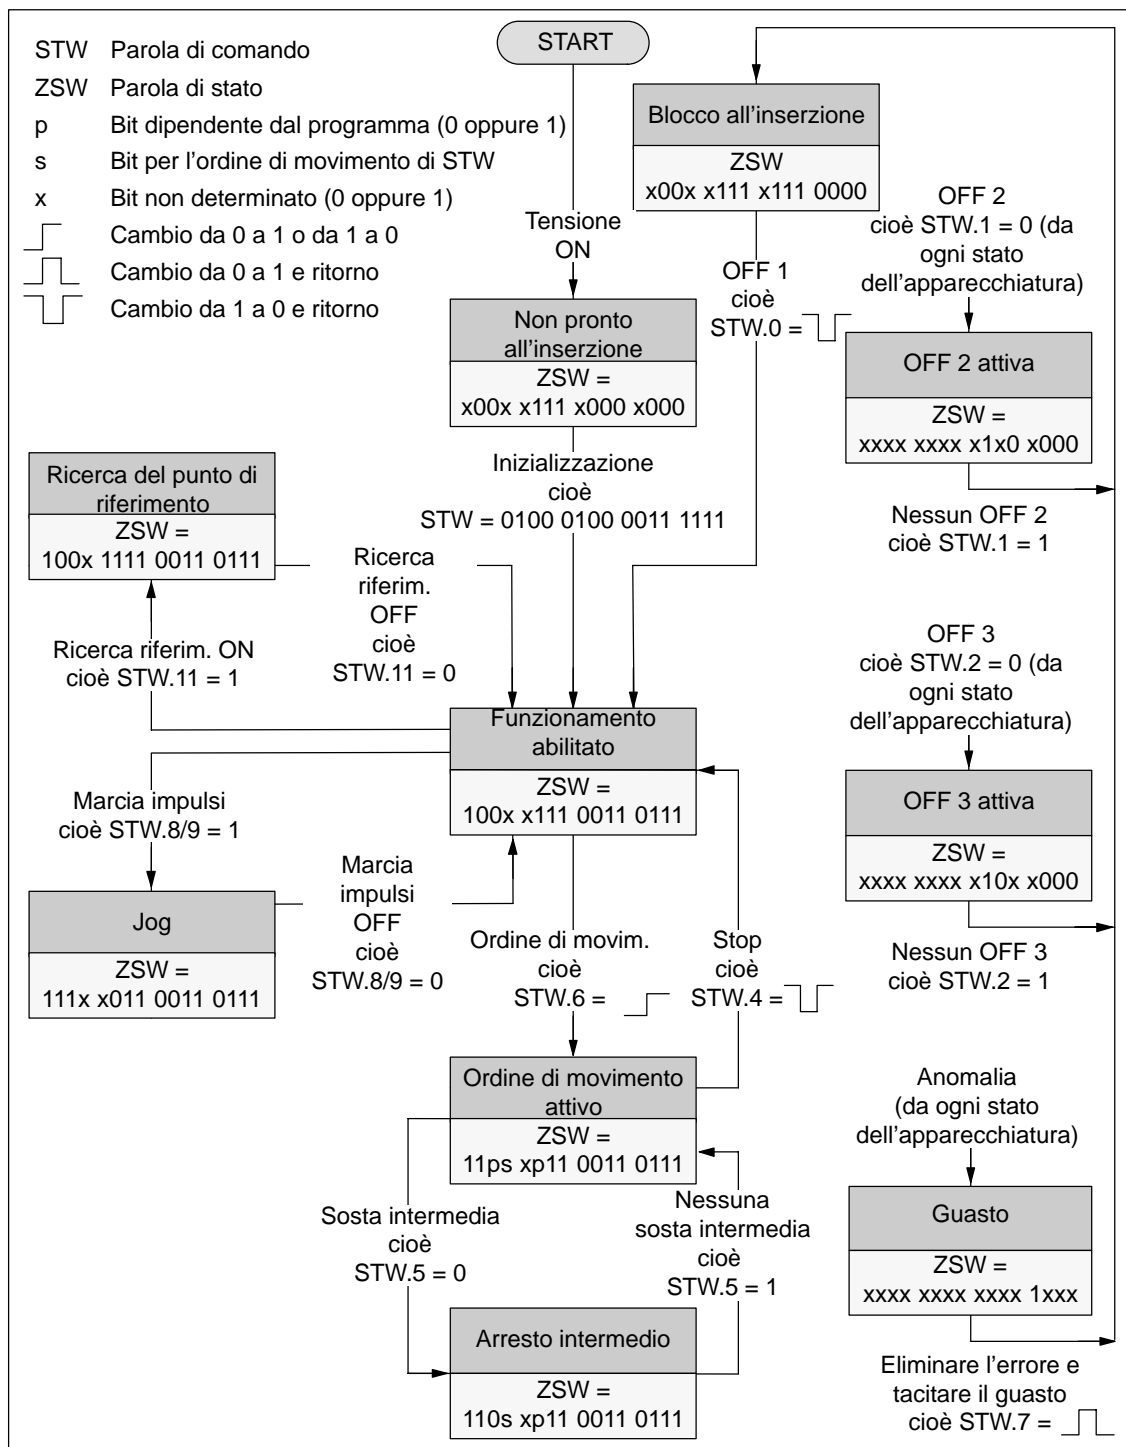 STW Parola di comando
ZSW Parola di stato
p Bit dipendente dal programma (0 oppure 1)
s Bit per l'ordine di movimento di STW
x Bit non determinato (0 oppure 1)
Cambio da 0 a 1 o da 1 a 0
Cambio da 0 a 1 e ritorno
Cambio da 1 a 0 e ritorno
START
Tensione
ON
Blocco all'inserzione
ZSW
x00x x111 x111 0000
OFF 1
cioè
STW.0 =
OFF 2
cioè STW.1 = 0 (da
ogni stato
dell'apparecchiatura)
Non pronto
all'inserzione
ZSW =
x00x x111 x000 x000
OFF 2 attiva
ZSW =
xxxx xxxx x1x0 x000
Nessun OFF 2
cioè STW.1 = 1
Inizializzazione
cioè
STW = 0100 0100 0011 1111
Ricerca del punto di
riferimento
ZSW =
100x 1111 0011 0111
Ricerca
riferim.
OFF
cioè
STW.11 = 0
Ricerca riferim. ON
cioè STW.11 = 1
OFF 3
cioè STW.2 = 0 (da
ogni stato
dell'apparecchiatura)
Funzionamento
abilitato
ZSW =
100x x111 0011 0111
OFF 3 attiva
ZSW =
xxxx xxxx x10x x000
Nessun OFF 3
cioè STW.2 = 1
Marcia impulsi
cioè STW.8/9 = 1
Marcia
impulsi
OFF
cioè
STW.8/9 = 0
Jog
ZSW =
111x x011 0011 0111
Ordine di movim.
cioè
STW.6 =
Stop
cioè
STW.4 =
Ordine di movimento
attivo
ZSW =
11ps xp11 0011 0111
Anomalia
(da ogni stato
dell'apparecchiatura)
Guasto
ZSW =
xxxx xxxx xxxx 1xxx
Sosta intermedia
cioè
STW.5 = 0
Nessuna
sosta intermedia
cioè
STW.5 = 1
Arresto intermedio
ZSW =
110s xp11 0011 0111
Eliminare l'errore e
tacitare il guasto
cioè STW.7 =